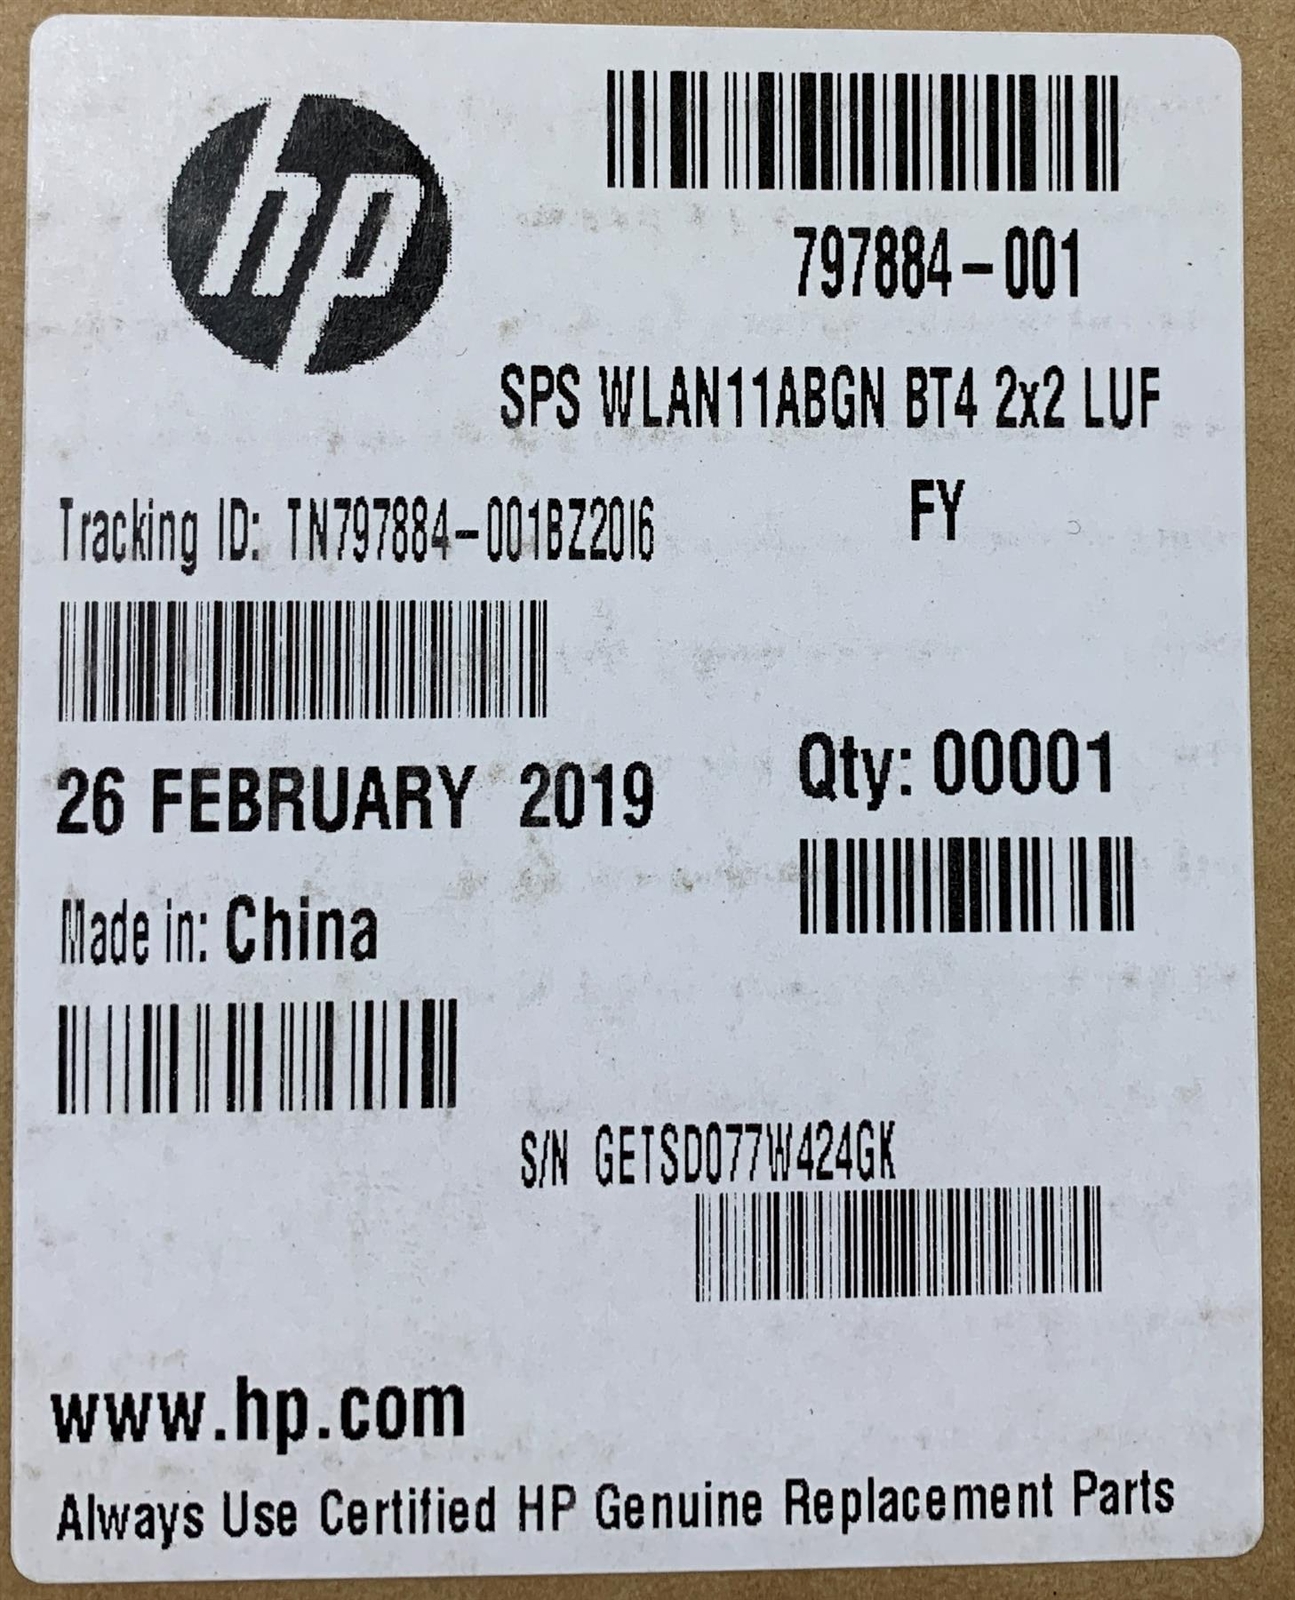 hp
797884-001
SPS WLAN11ABGN BT4 2x2 LUF
FY
Tracking ID: TN797884-001BZ20I6
26 FEBRUARY 2019
Qty: 00001
Made in: China
S/N GETSD077W424GK
www.hp.com
Always Use Certified HP Genuine Replacement Parts